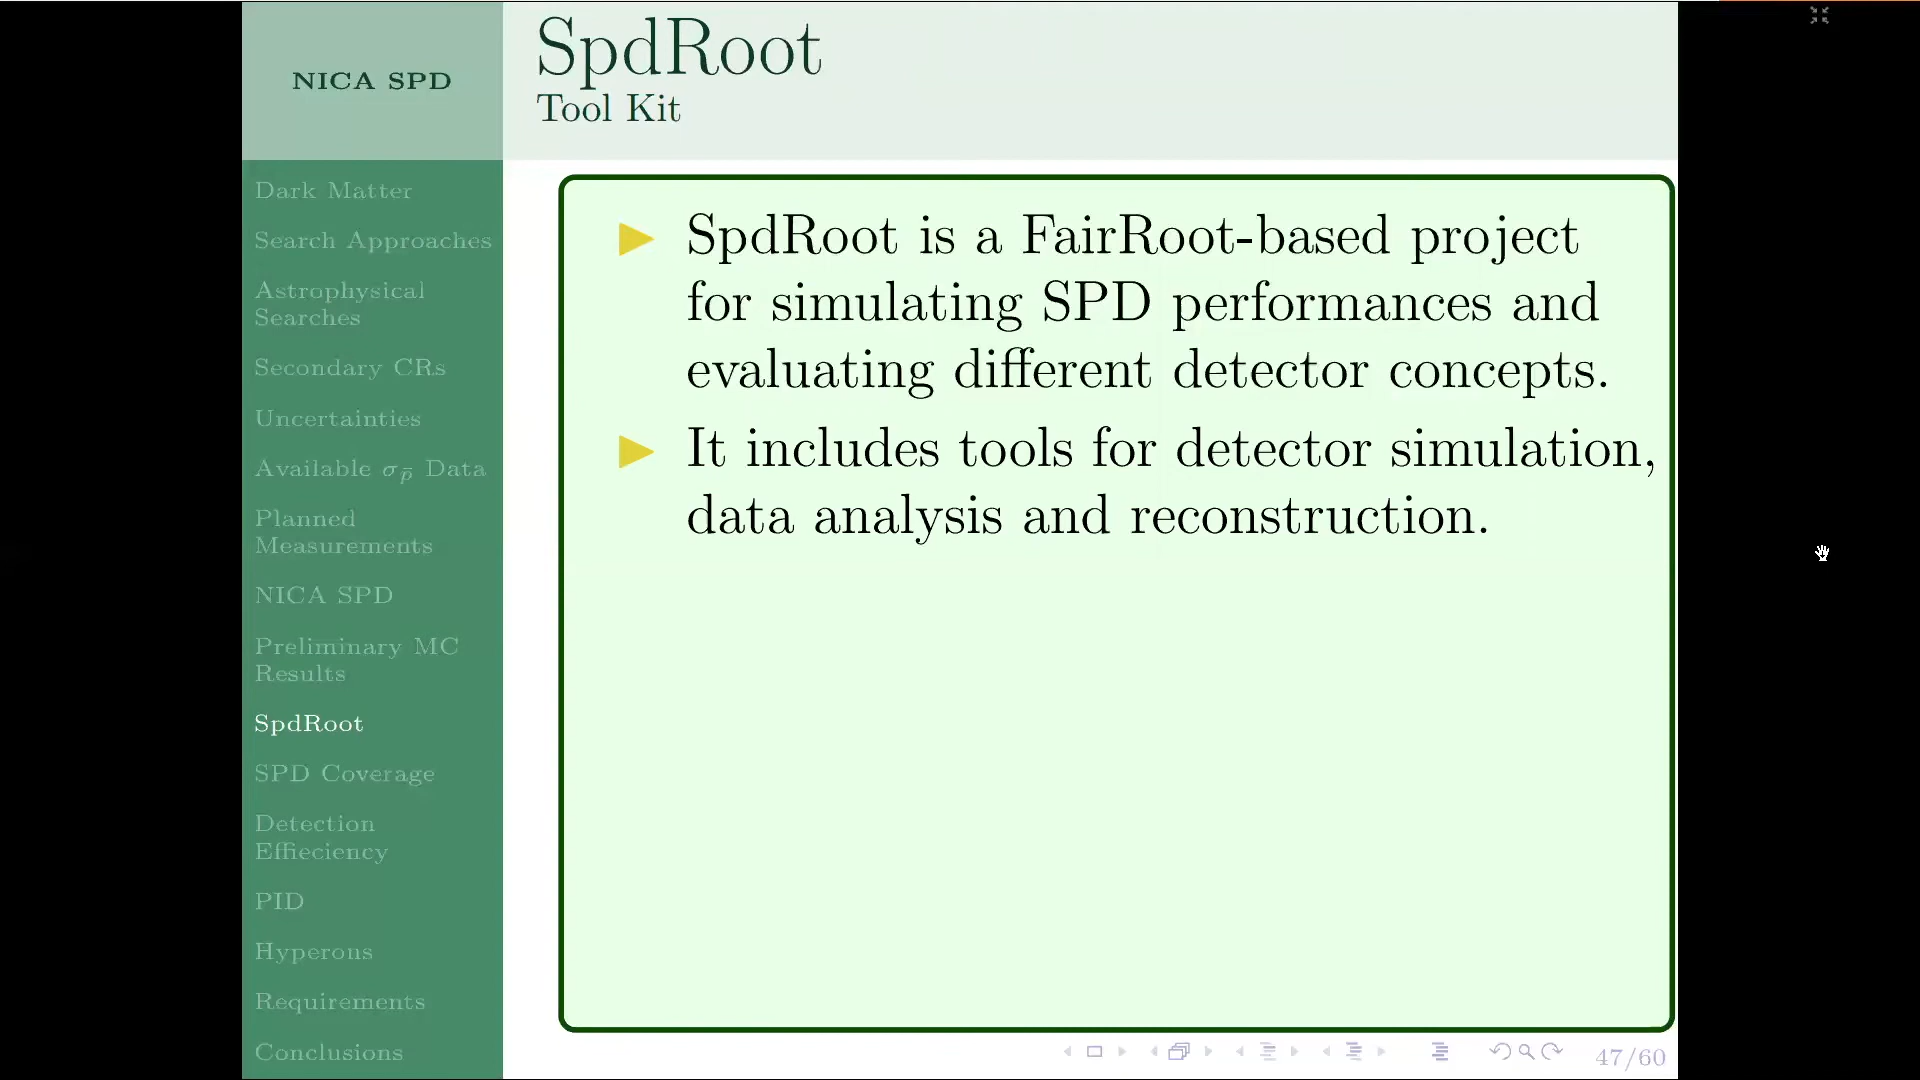 NICA SPD
SpdRoot
Tool Kit
Dark Matter
Search Approaches
Astrophysical
Searches
Secondary CRs
Uncertainties
Available σp̄ Data
Planned
Measurements
NICA SPD
Preliminary MC
Results
SpdRoot
SPD Coverage
Detection
Effieciency
PID
Hyperons
Requirements
Conclusions
SpdRoot is a FairRoot-based project
for simulating SPD performances and
evaluating different detector concepts.
It includes tools for detector simulation,
data analysis and reconstruction.
47/60